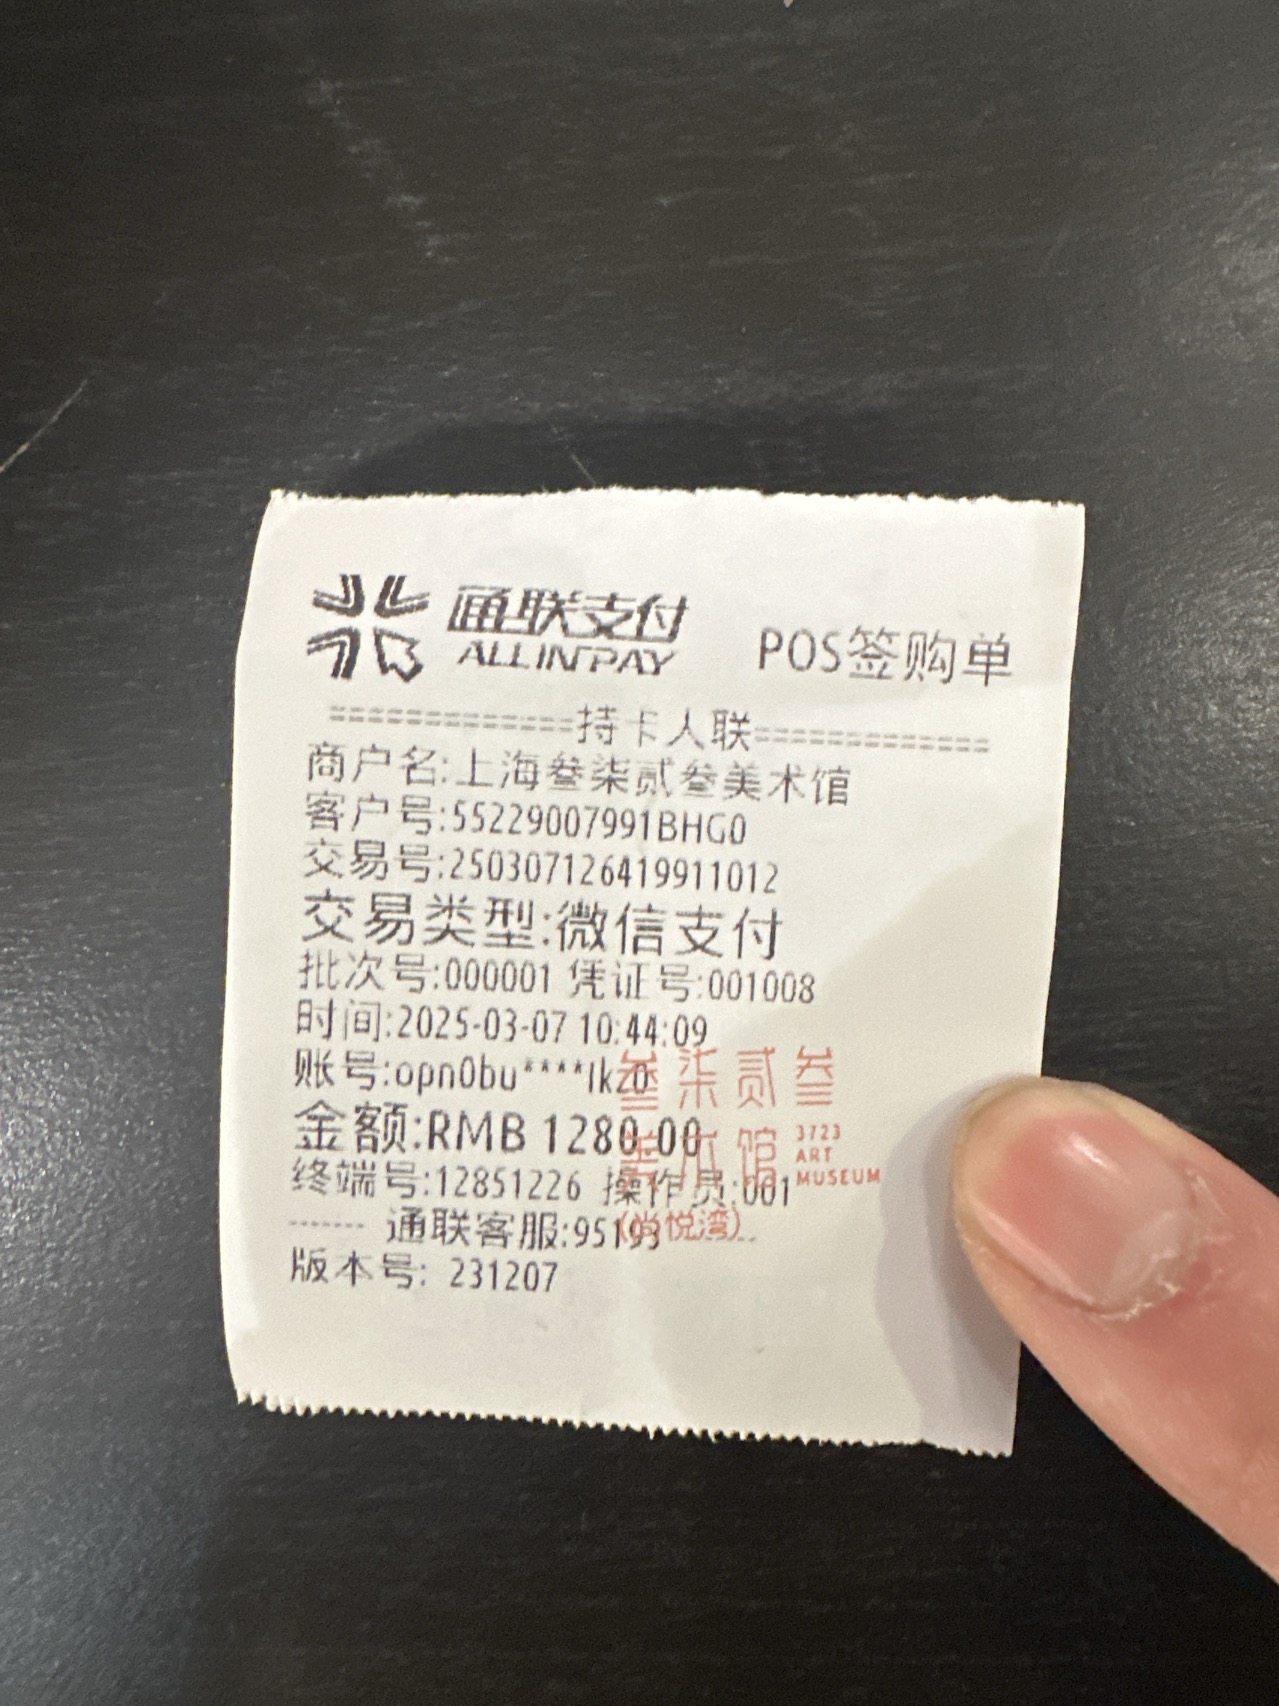 通联支付
ALLINPAY
POS签购单
=============持卡人联=============
商户名:上海叁柒贰叁美术馆
客户号:55229007991BHG0
交易号:250307126419911012
交易类型:微信支付
批次号:000001 凭证号:001008
时间:2025-03-07 10:44:09
账号:opn0bu****Ikz0
金额:RMB 1280.00
终端号:12851226 操作员:001
------- 通联客服:95193
版本号: 231207
叁柒贰叁
美术馆
3723
ART
MUSEUM
(尚悦湾)